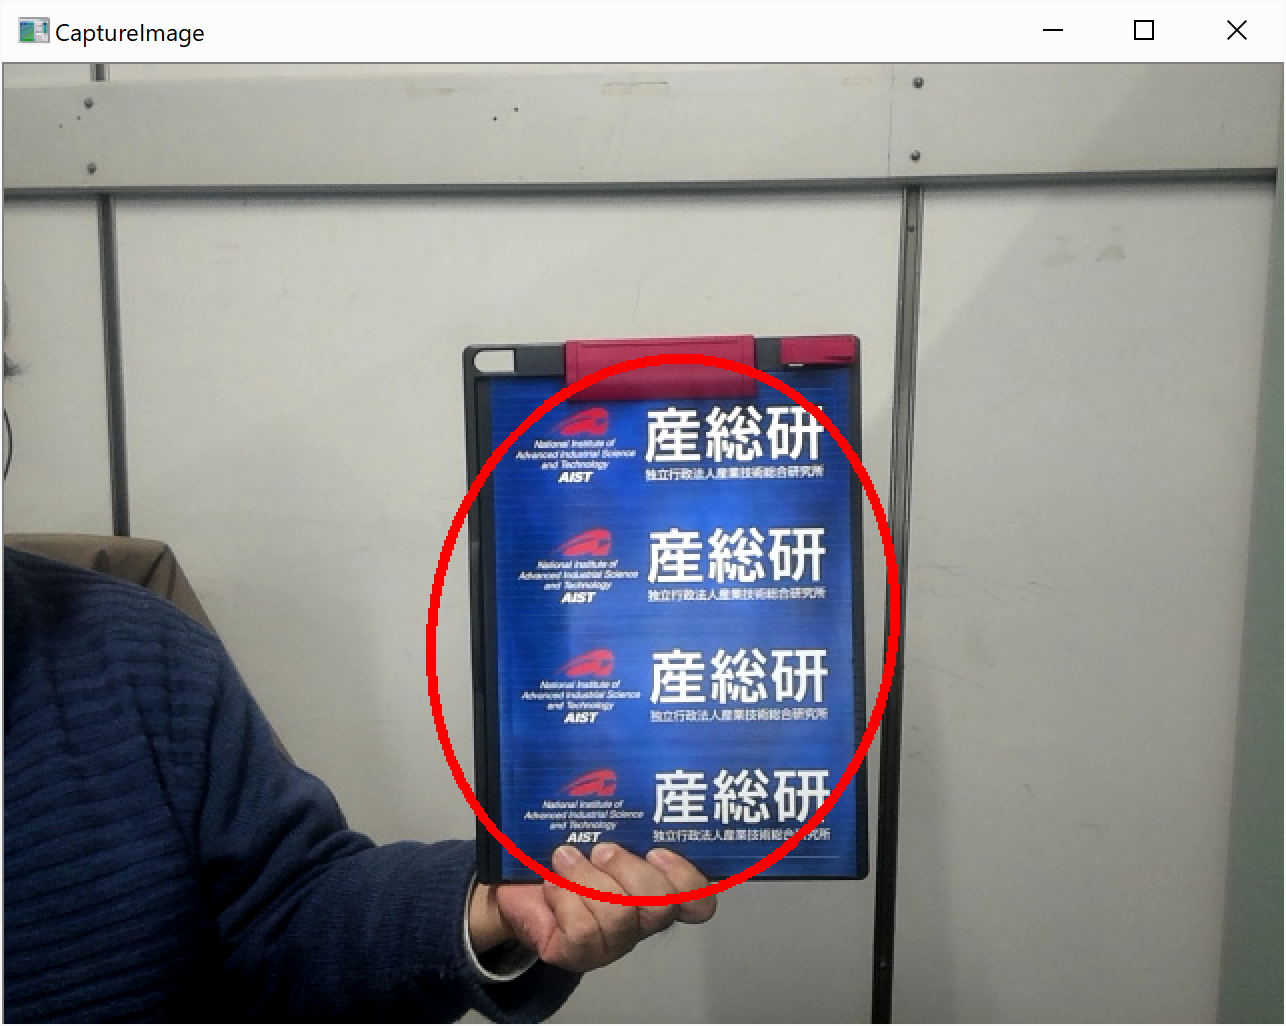 CaptureImage
National Institute of
Advanced Industrial Science
and Technology
AIST
産総研
独立行政法人産業技術総合研究所
National Institute of
Advanced Industrial Science
and Technology
AIST
産総研
独立行政法人産業技術総合研究所
National Institute of
Advanced Industrial Science
and Technology
AIST
産総研
独立行政法人産業技術総合研究所
National Institute of
Advanced Industrial Science
and Technology
AIST
産総研
独立行政法人産業技術総合研究所